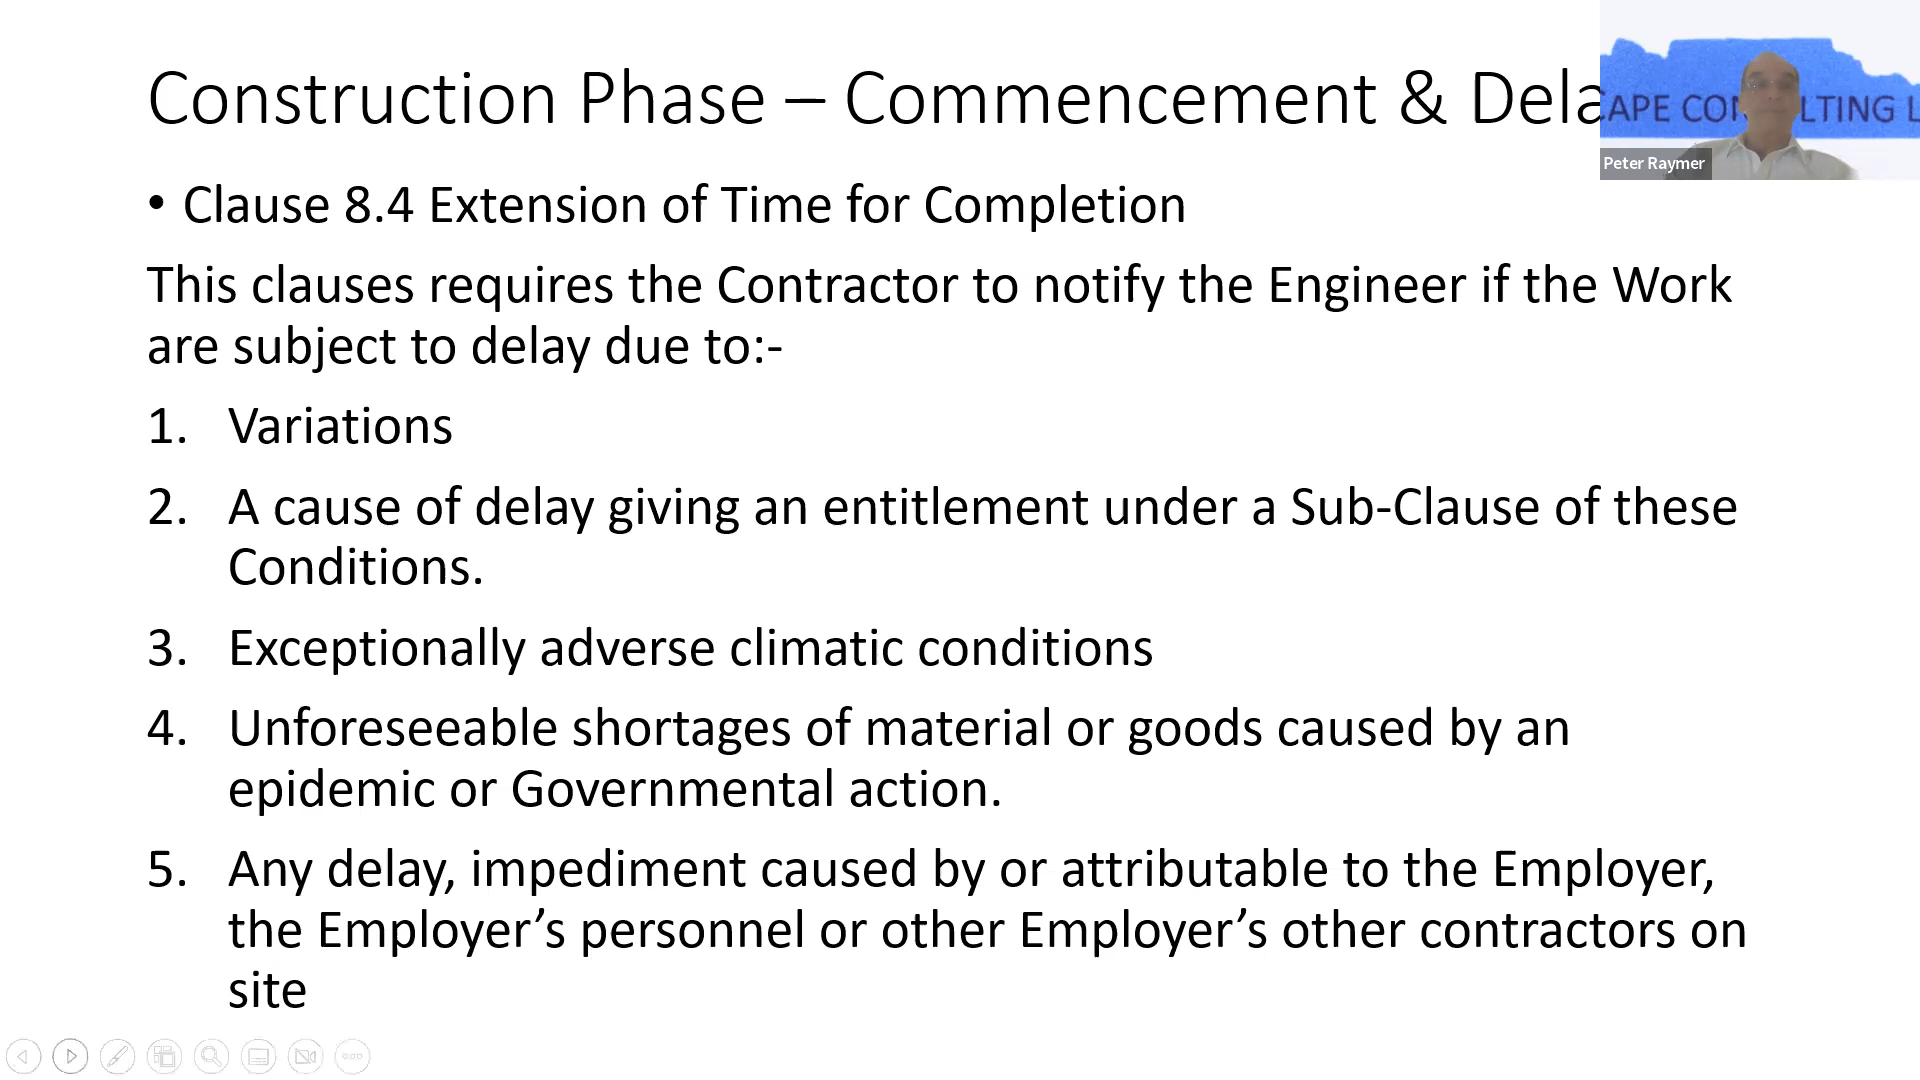 Construction Phase – Commencement & Dela
APE CON LTING L
Peter Raymer
• Clause 8.4 Extension of Time for Completion
This clauses requires the Contractor to notify the Engineer if the Work
are subject to delay due to:-
1. Variations
2. A cause of delay giving an entitlement under a Sub-Clause of these
Conditions.
3. Exceptionally adverse climatic conditions
4. Unforeseeable shortages of material or goods caused by an
epidemic or Governmental action.
5. Any delay, impediment caused by or attributable to the Employer,
the Employer’s personnel or other Employer’s other contractors on
site